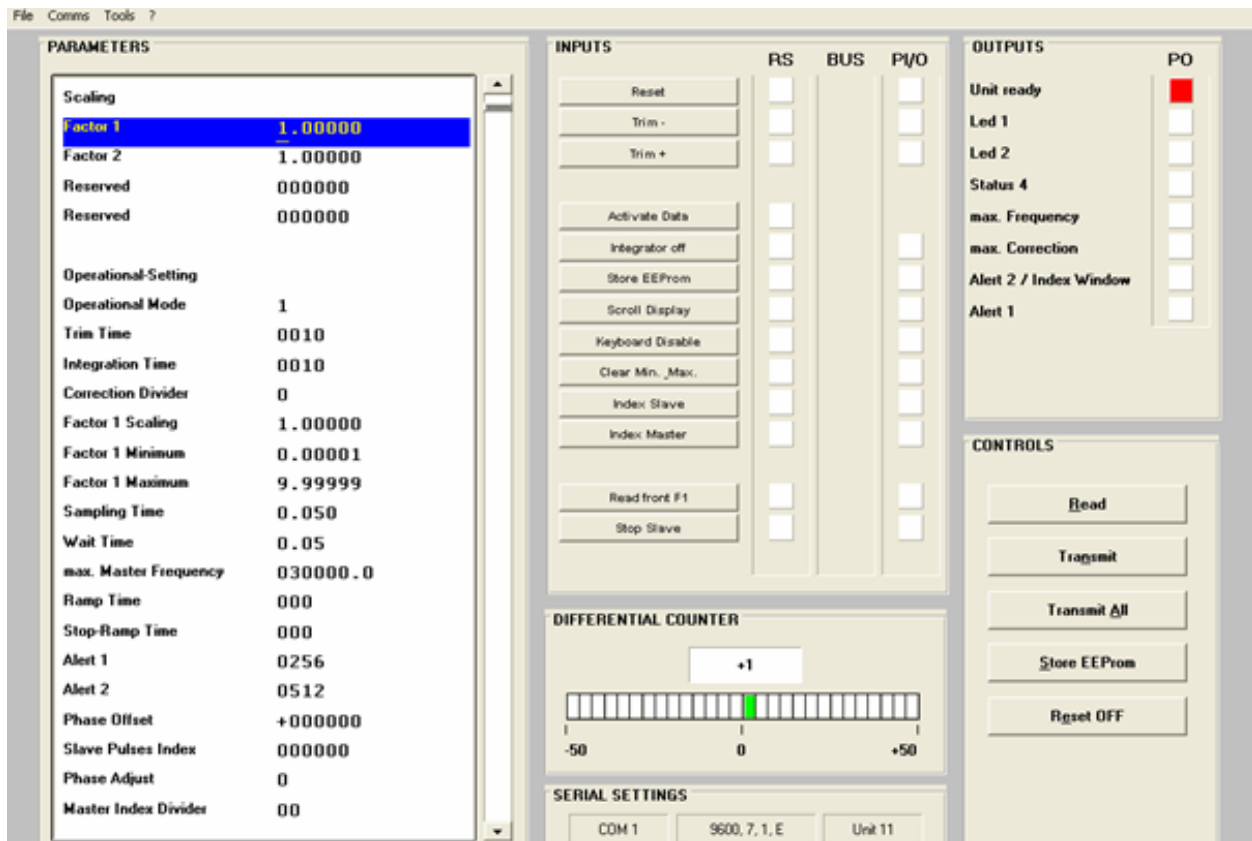 File Comms Tools ?
PARAMETERS
Scaling
Factor 1 1.00000
Factor 2 1.00000
Reserved 000000
Reserved 000000
Operational-Setting
Operational Mode 1
Trim Time 0010
Integration Time 0010
Correction Divider 0
Factor 1 Scaling 1.00000
Factor 1 Minimum 0.00001
Factor 1 Maximum 9.99999
Sampling Time 0.050
Wait Time 0.05
max. Master Frequency 030000.0
Ramp Time 000
Stop-Ramp Time 000
Alert 1 0256
Alert 2 0512
Phase Offset +000000
Slave Pulses Index 000000
Phase Adjust 0
Master Index Divider 00
INPUTS
RS BUS PI/O
Reset
Trim -
Trim +
Activate Data
Integrator off
Store EEProm
Scroll Display
Keyboard Disable
Clear Min. _Max.
Index Slave
Index Master
Read front F1
Stop Slave
DIFFERENTIAL COUNTER
+1
-50 0 +50
SERIAL SETTINGS
COM 1 9600, 7, 1, E Unit 11
OUTPUTS
PO
Unit ready
Led 1
Led 2
Status 4
max. Frequency
max. Correction
Alert 2 / Index Window
Alert 1
CONTROLS
Read
Transmit
Transmit All
Store EEProm
Reset OFF